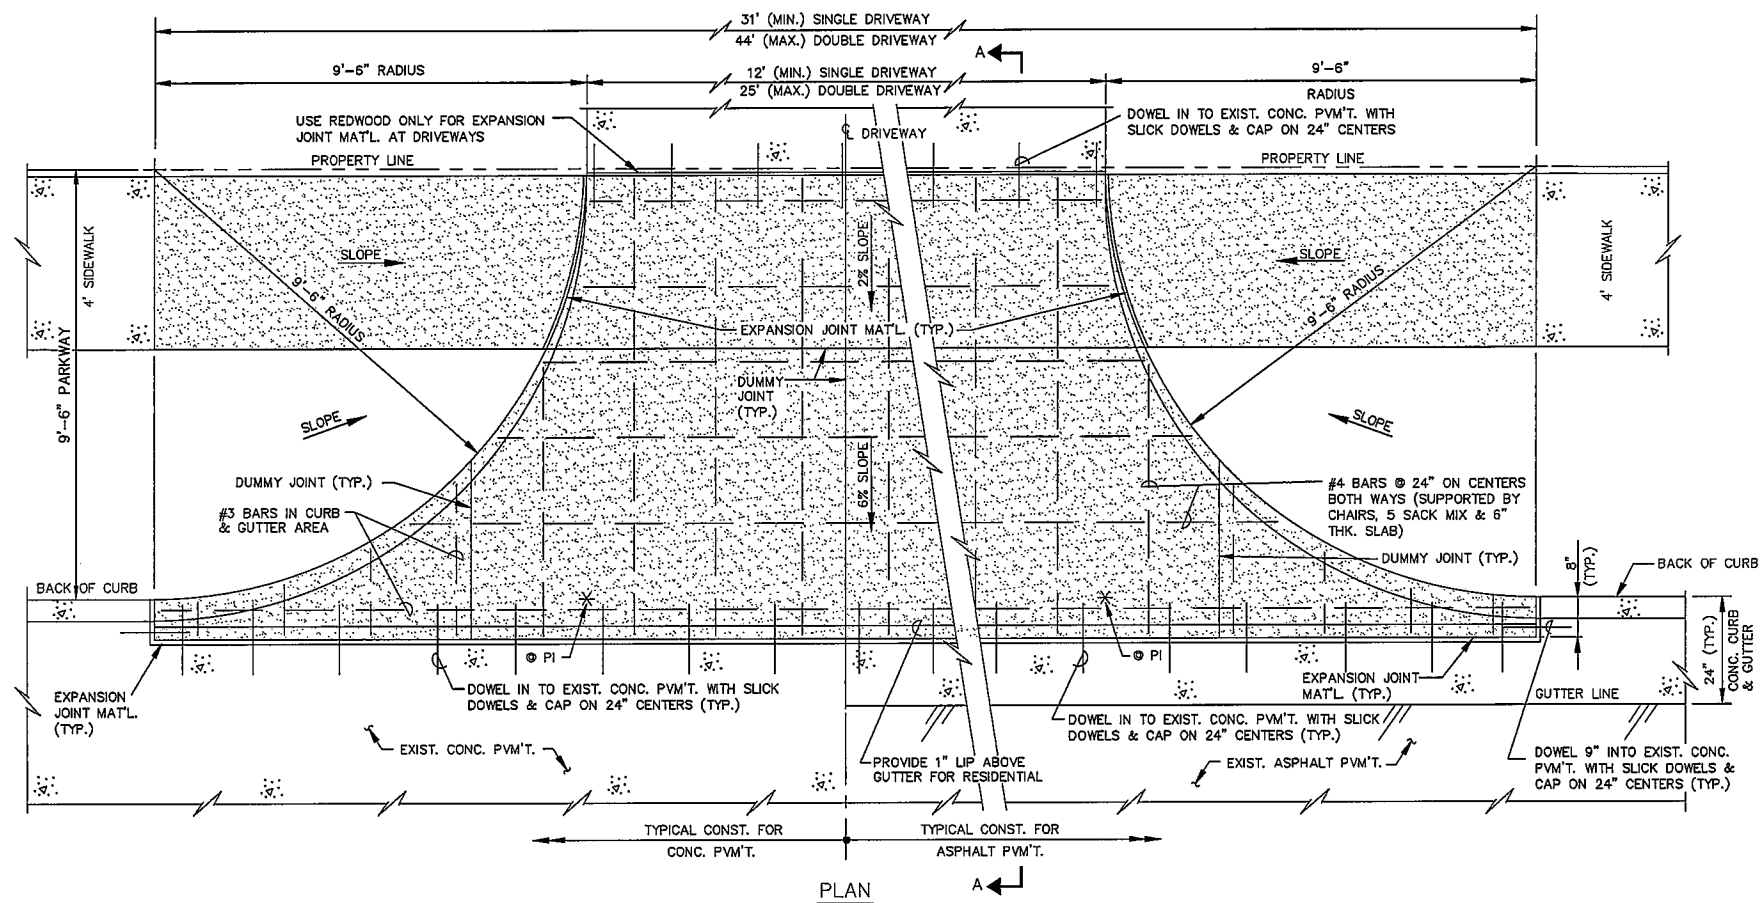 31' (MIN.) SINGLE DRIVEWAY
44' (MAX.) DOUBLE DRIVEWAY
A
9'-6" RADIUS
12' (MIN.) SINGLE DRIVEWAY
25' (MAX.) DOUBLE DRIVEWAY
9'-6"
RADIUS
USE REDWOOD ONLY FOR EXPANSION
JOINT MAT'L. AT DRIVEWAYS
℄ DRIVEWAY
DOWEL IN TO EXIST. CONC. PVM'T. WITH
SLICK DOWELS & CAP ON 24" CENTERS
PROPERTY LINE
PROPERTY LINE
4' SIDEWALK
SLOPE
2% SLOPE
SLOPE
4' SIDEWALK
9'-6" RADIUS
9'-6" RADIUS
EXPANSION JOINT MAT'L. (TYP.)
9'-6" PARKWAY
DUMMY
JOINT
(TYP.)
SLOPE
SLOPE
6% SLOPE
DUMMY JOINT (TYP.)
#3 BARS IN CURB
& GUTTER AREA
#4 BARS @ 24" ON CENTERS
BOTH WAYS (SUPPORTED BY
CHAIRS, 5 SACK MIX & 6"
THK. SLAB)
DUMMY JOINT (TYP.)
8"
(TYP.)
BACK OF CURB
BACK OF CURB
@ PI
@ PI
24" (TYP.)
CONC. CURB
& GUTTER
EXPANSION
JOINT MAT'L.
(TYP.)
DOWEL IN TO EXIST. CONC. PVM'T. WITH SLICK
DOWELS & CAP ON 24" CENTERS (TYP.)
EXPANSION JOINT
MAT'L. (TYP.)
GUTTER LINE
DOWEL IN TO EXIST. CONC. PVM'T. WITH SLICK
DOWELS & CAP ON 24" CENTERS (TYP.)
EXIST. CONC. PVM'T.
PROVIDE 1" LIP ABOVE
GUTTER FOR RESIDENTIAL
EXIST. ASPHALT PVM'T.
DOWEL 9" INTO EXIST. CONC.
PVM'T. WITH SLICK DOWELS &
CAP ON 24" CENTERS (TYP.)
TYPICAL CONST. FOR
CONC. PVM'T.
TYPICAL CONST. FOR
ASPHALT PVM'T.
A
PLAN